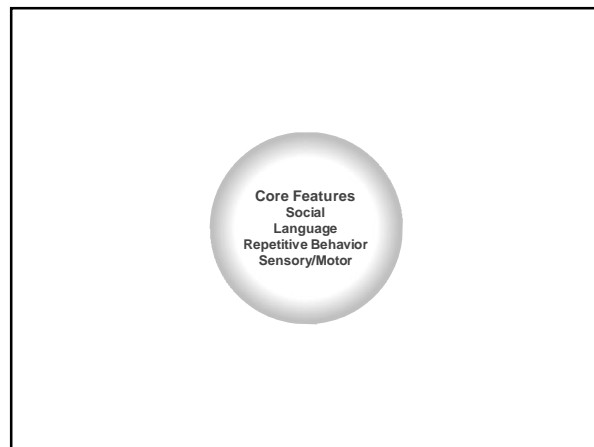 Core Features
Social
Language
Repetitive Behavior
Sensory/Motor